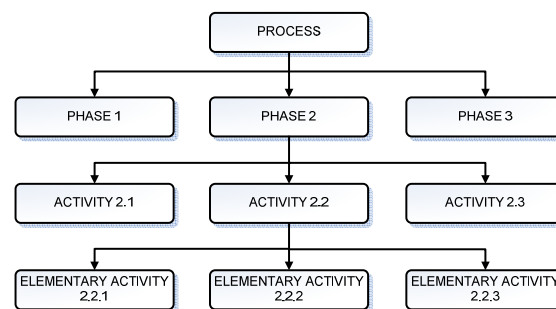 PROCESS
PHASE 1
PHASE 2
PHASE 3
ACTIVITY 2.1
ACTIVITY 2.2
ACTIVITY 2.3
ELEMENTARY ACTIVITY
2.2.1
ELEMENTARY ACTIVITY
2.2.2
ELEMENTARY ACTIVITY
2.2.3